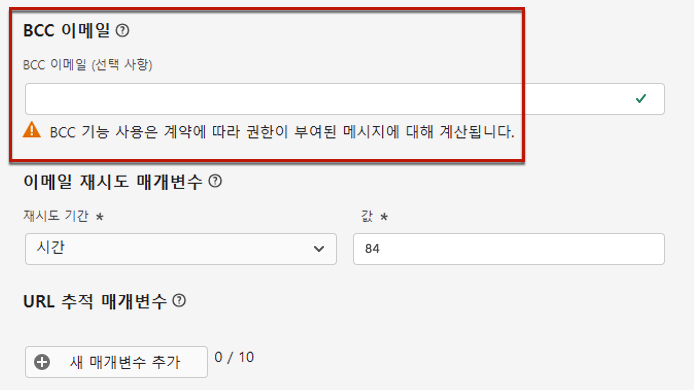 BCC 이메일
BCC 이메일 (선택 사항)
BCC 기능 사용은 계약에 따라 권한이 부여된 메시지에 대해 계산됩니다.
이메일 재시도 매개변수
재시도 기간 * 값 *
시간 84
URL 추적 매개변수
새 매개변수 추가 0 / 10